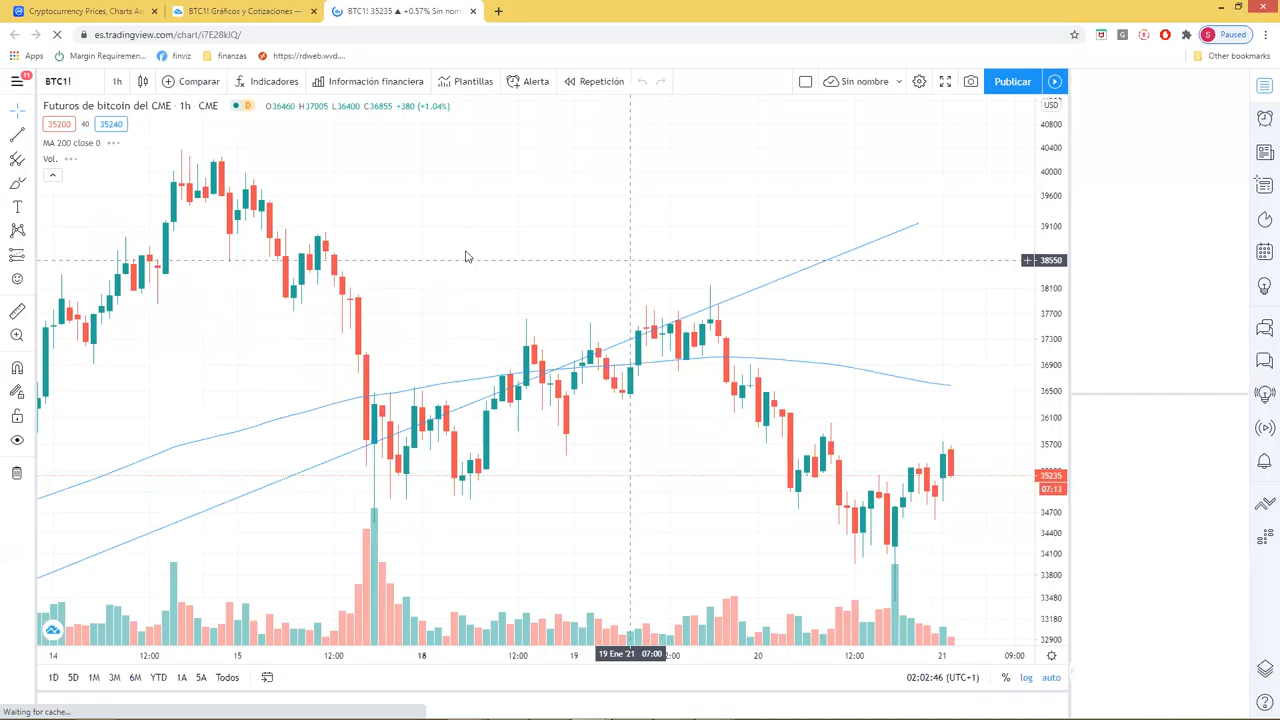 Cryptocurrency Prices, Charts An
BTC1! Gráficos y Cotizaciones —
BTC1! 35235 ▲ +0.57% Sin nom
es.tradingview.com/chart/i7E28kIQ/
Paused
Apps
Margin Requiremen...
finviz
finanzas
https://rdweb.wvd....
Other bookmarks
11
BTC1!
1h
Comparar
Indicadores
Información financiera
Plantillas
Alerta
Repetición
Sin nombre
Publicar
Futuros de bitcoin del CME · 1h · CME
D
O36460 H37005 L36400 C36855 +380 (+1.04%)
USD
35200
40
35240
MA 200 close 0
Vol.
40800
40400
40000
39600
39100
38550
38100
37700
37300
36900
36500
36100
35700
35235
07:13
34700
34400
34100
33800
33480
33180
32900
14
12:00
15
18
12:00
19
19 Ene '21 07:00
2:00
20
12:00
21
09:00
1D
5D
1M
3M
6M
YTD
1A
5A
Todos
02:02:46 (UTC+1)
%
log
auto
Waiting for cache...